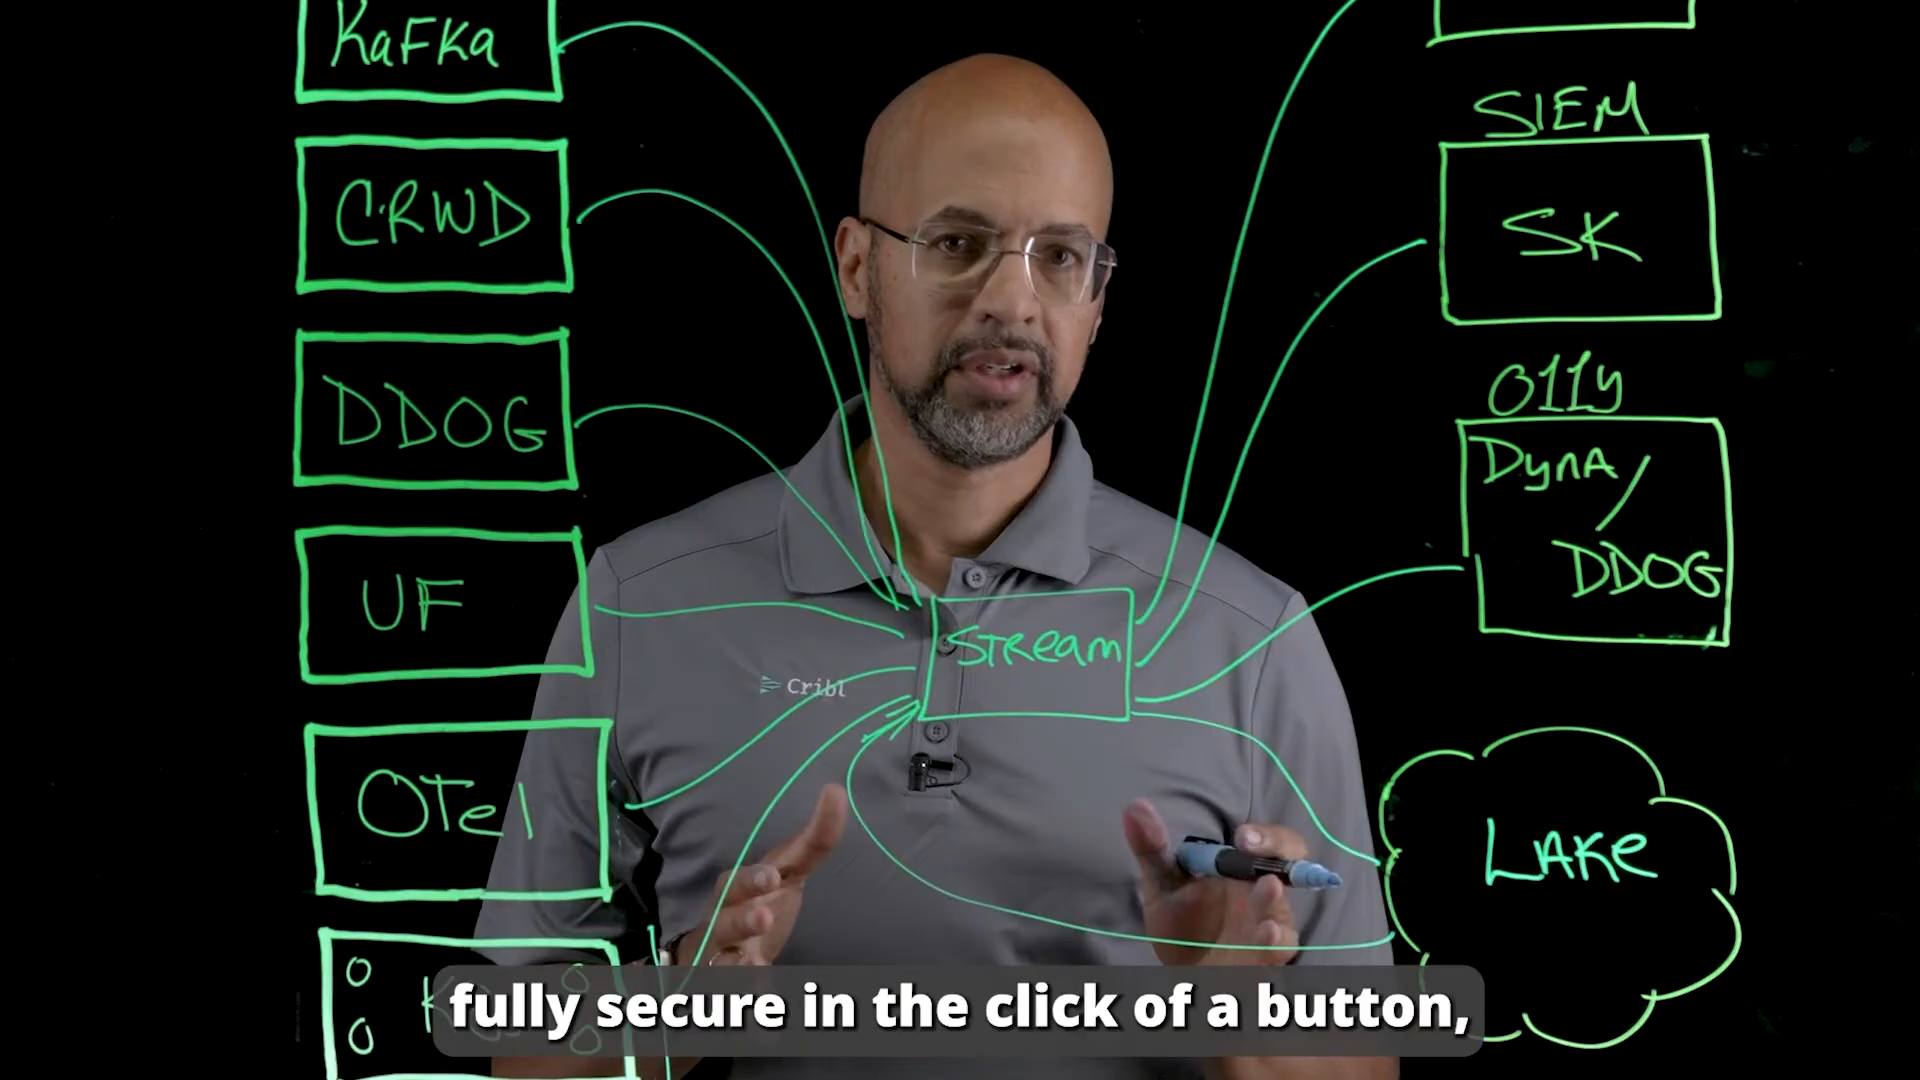 KaFKa
CRWD
DDOG
UF
OTel
SIEM
SK
O11y
DynA/
DDOG
STReam
Cribl
LAKe
fully secure in the click of a button,